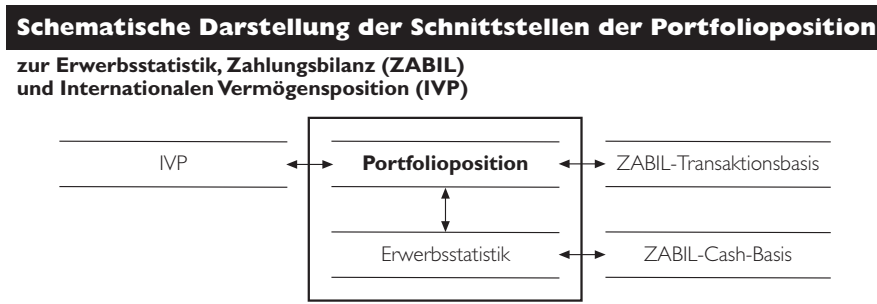 Schematische Darstellung der Schnittstellen der Portfolioposition
zur Erwerbsstatistik, Zahlungsbilanz (ZABIL)
und Internationalen Vermögensposition (IVP)
IVP
Portfolioposition
ZABIL-Transaktionsbasis
Erwerbsstatistik
ZABIL-Cash-Basis